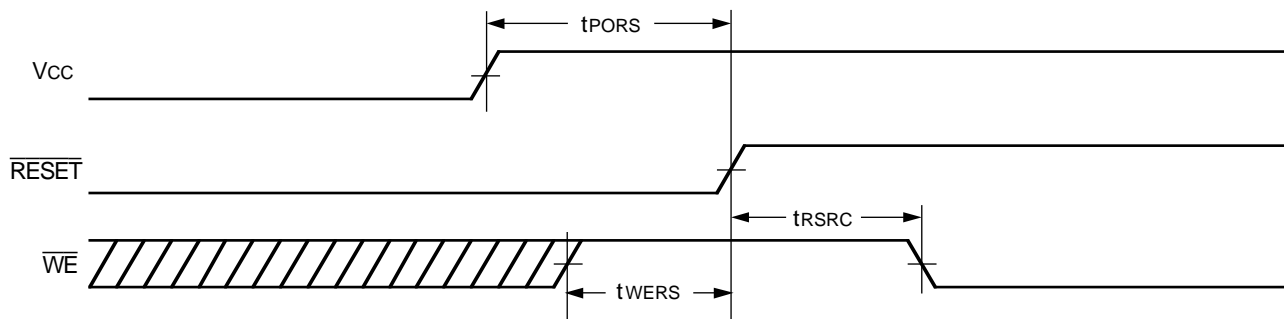 tPORS
VCC
RESET
tRSRC
WE
tWERS